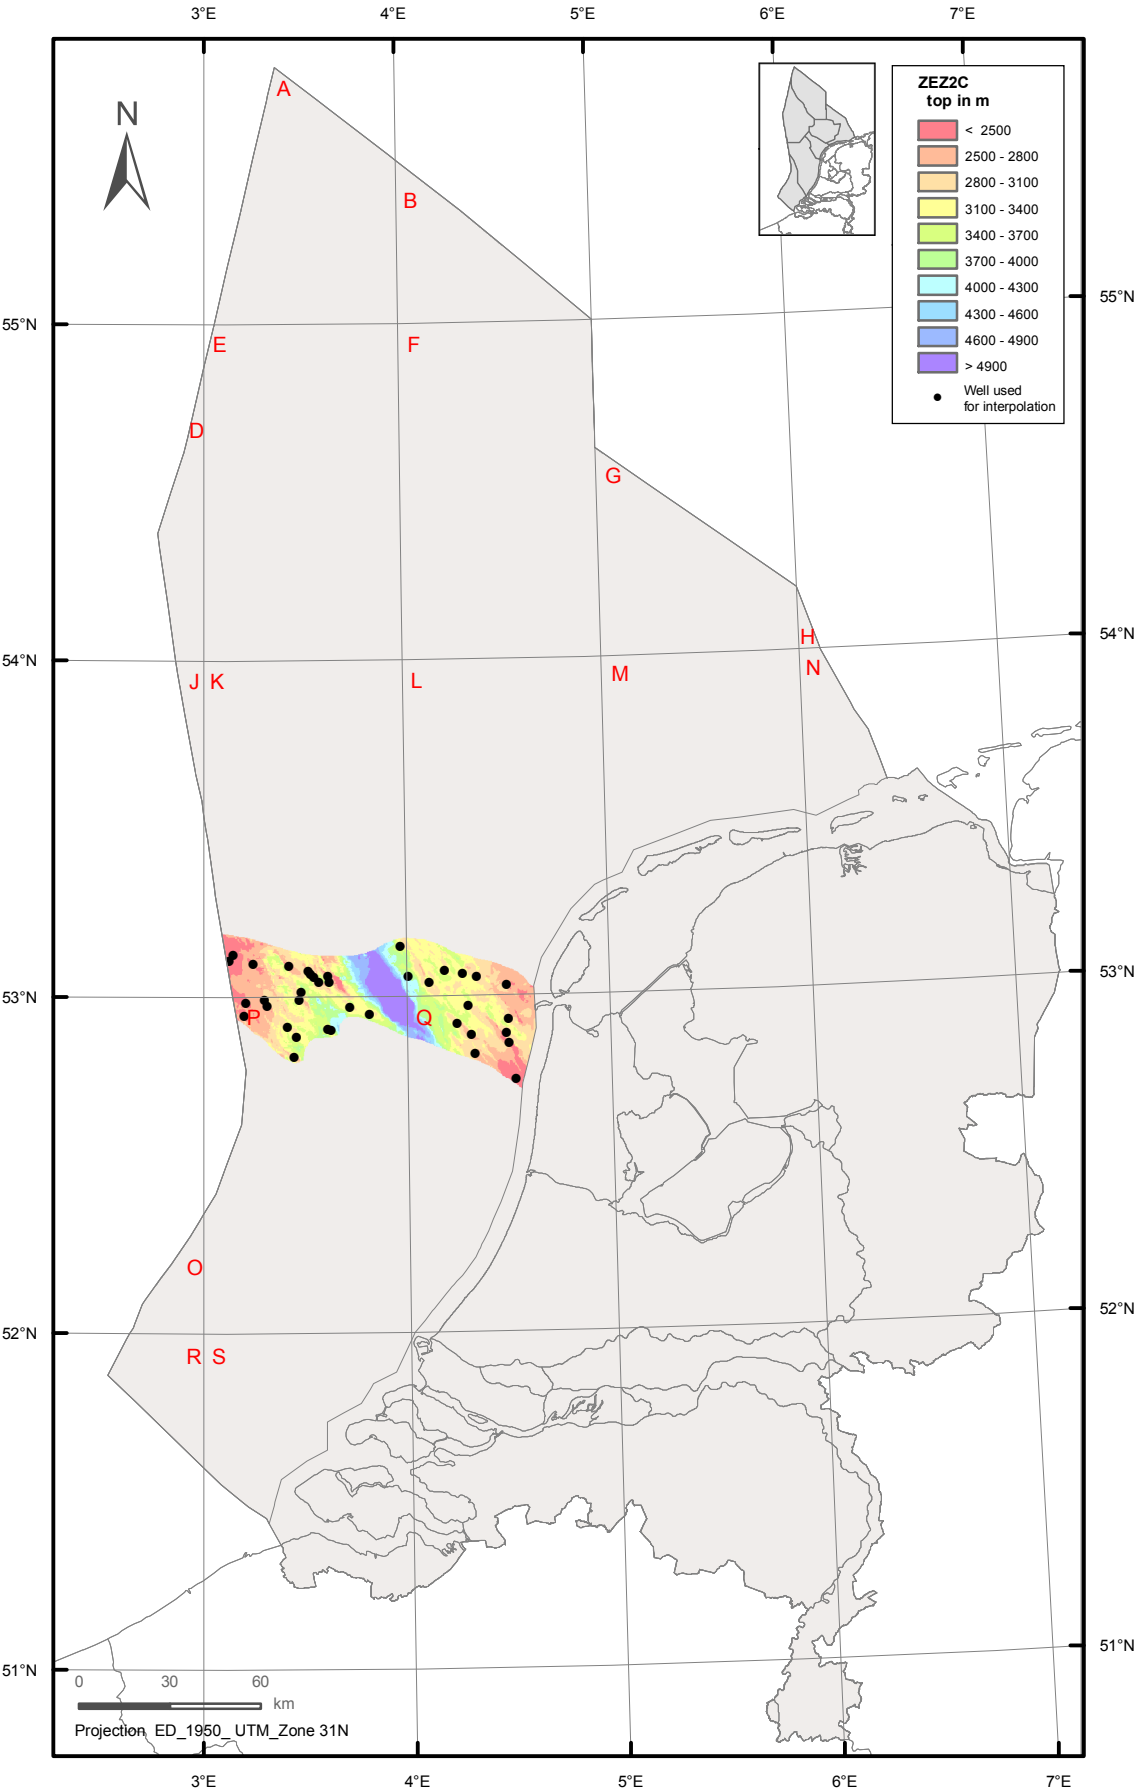 3°E 4°E 5°E 6°E 7°E
A
N
ZEZ2C
top in m
< 2500
2500 - 2800
2800 - 3100
3100 - 3400
3400 - 3700
3700 - 4000
4000 - 4300
4300 - 4600
4600 - 4900
> 4900
Well used
for interpolation
B
55°N 55°N
E F
D
G
H
54°N 54°N
J K L M N
53°N 53°N
P Q
O
52°N 52°N
R S
51°N 51°N
0 30 60
km
Projection ED_1950_ UTM_Zone 31N
3°E 4°E 5°E 6°E 7°E